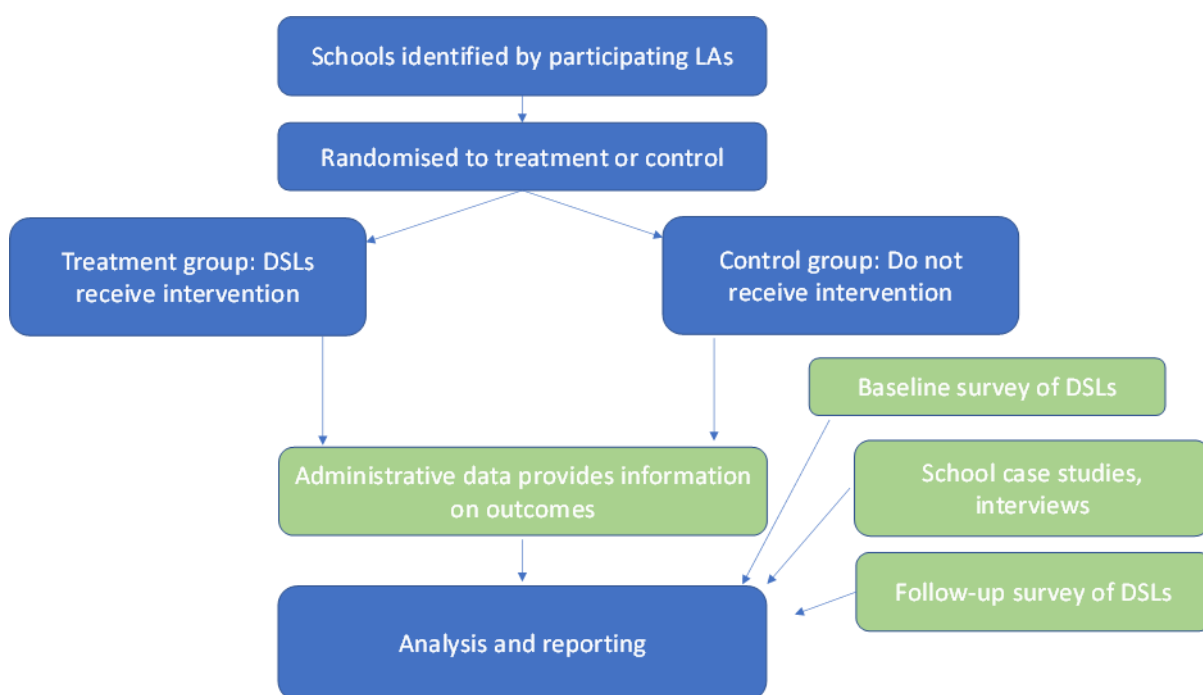 Schools identified by participating LAs
Randomised to treatment or control
Treatment group: DSLs
receive intervention
Control group: Do not
receive intervention
Baseline survey of DSLs
Administrative data provides information
on outcomes
School case studies,
interviews
Follow-up survey of DSLs
Analysis and reporting